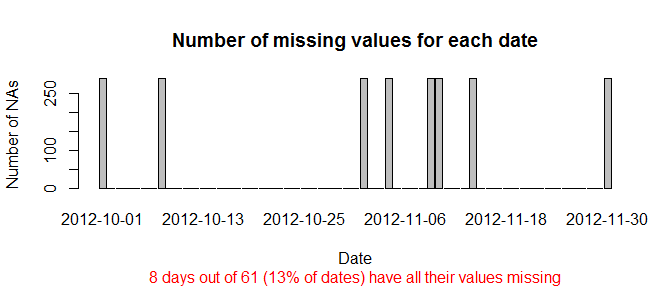 Number of missing values for each date
Number of NAs
250
100
0
2012-10-01 2012-10-13 2012-10-25 2012-11-06 2012-11-18 2012-11-30
Date
8 days out of 61 (13% of dates) have all their values missing